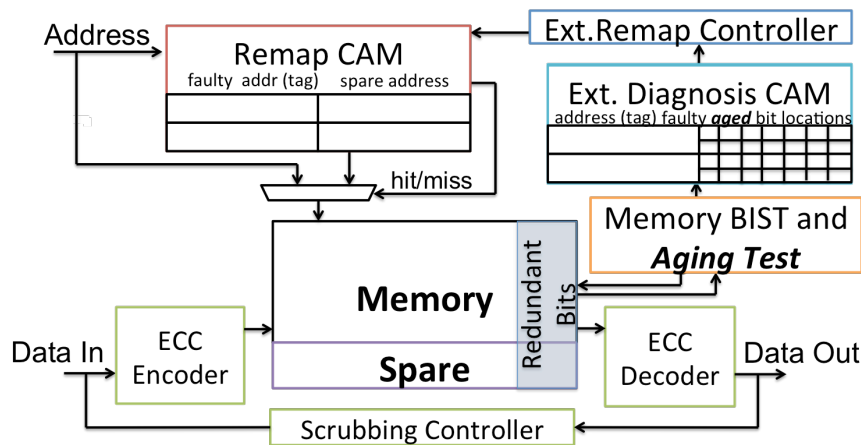 Address
Remap CAM
faulty addr (tag) spare address
Ext.Remap Controller
Ext. Diagnosis CAM
address (tag) faulty aged bit locations
hit/miss
Memory BIST and
Aging Test
Memory
Redundant
Bits
Spare
Data In
ECC
Encoder
ECC
Decoder
Data Out
Scrubbing Controller